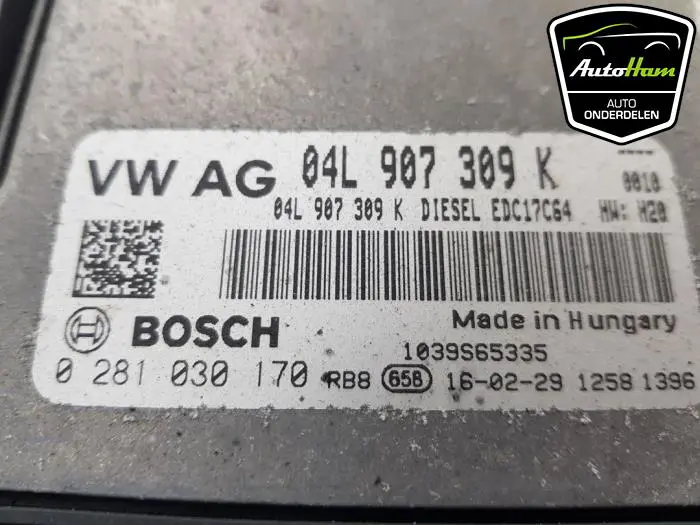 AutoHam
AUTO
ONDERDELEN
VW AG 04L 907 309 K ----
0010
04L 907 309 K DIESEL EDC17C64 HW: H20
BOSCH Made in Hungary
1039S65335
0 281 030 170 RB8 658 16-02-29 1258 1396